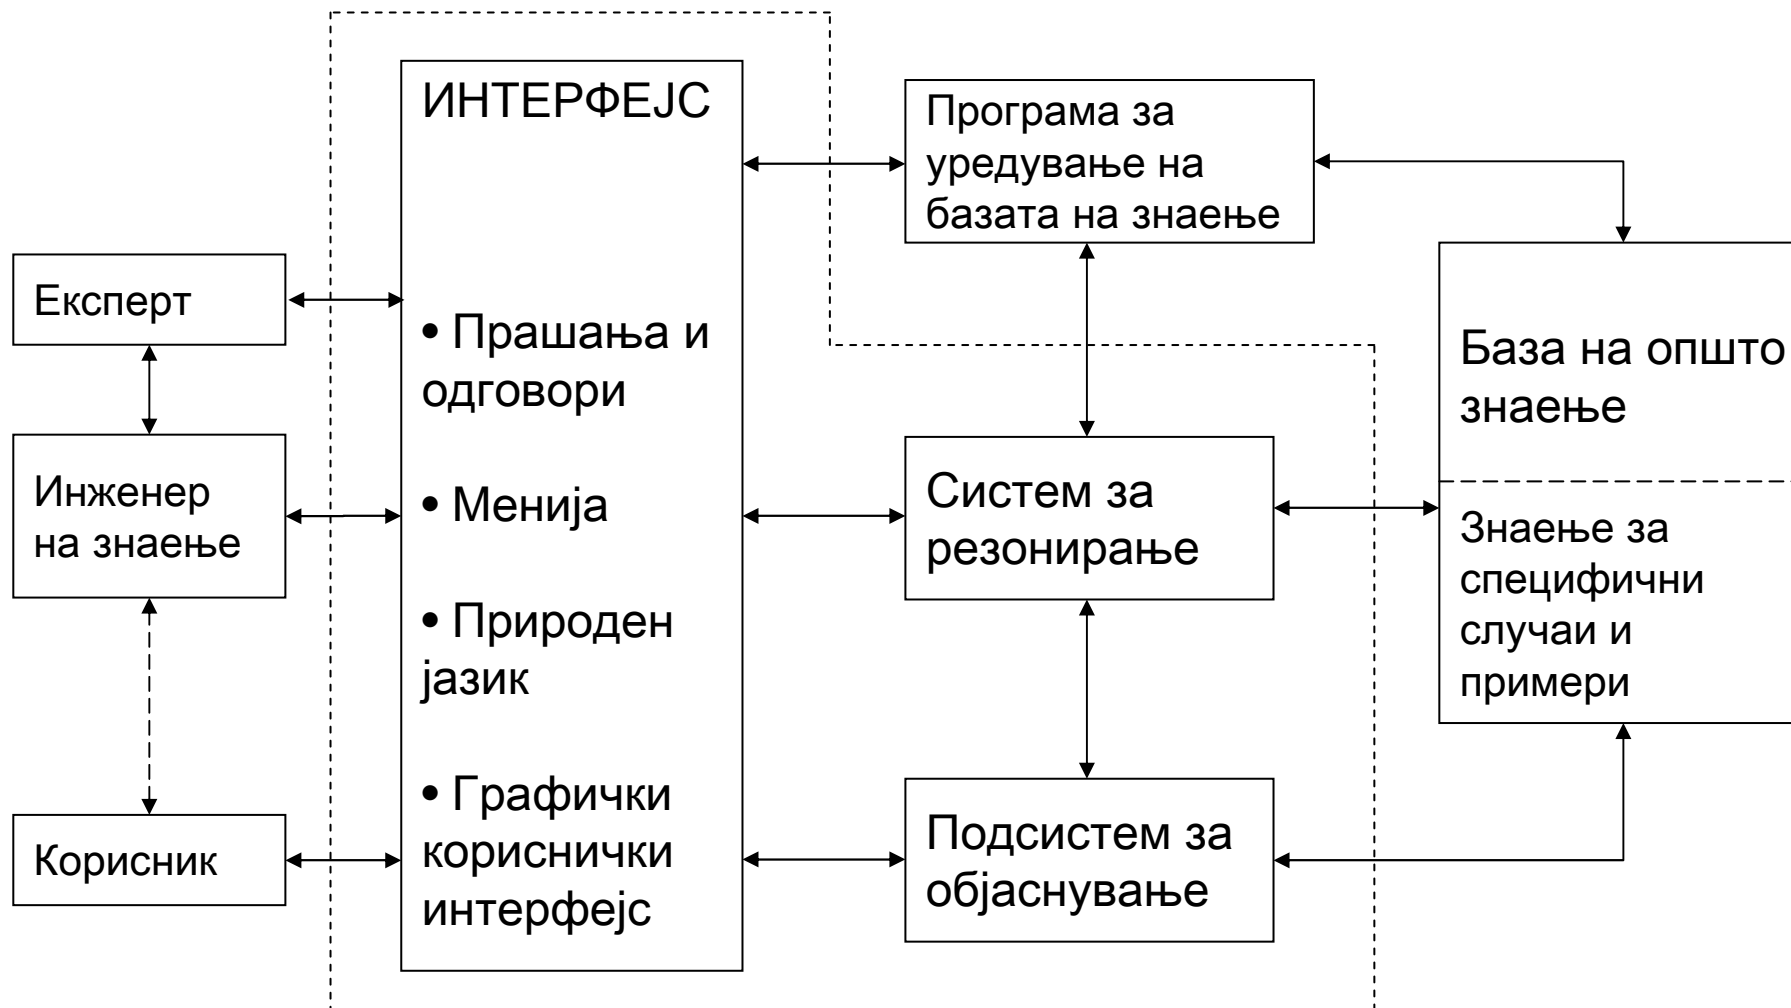 Експерт
Инженер
на знаење
Корисник
ИНТЕРФЕЈС
• Прашања и
одговори
• Менија
• Природен
јазик
• Графички
кориснички
интерфејс
Програма за
уредување на
базата на знаење
Систем за
резонирање
Подсистем за
објаснување
База на општо
знаење
Знаење за
специфични
случаи и
примери